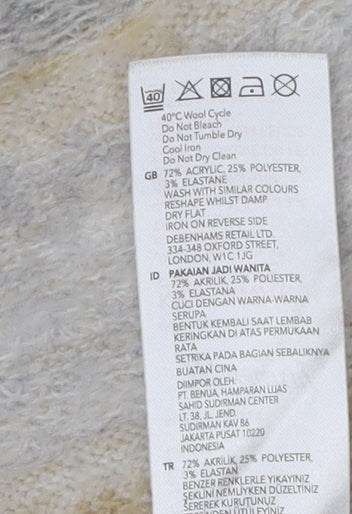 40
40°C Wool Cycle
Do Not Bleach
Do Not Tumble Dry
Cool Iron
Do Not Dry Clean
GB 72% ACRYLIC, 25% POLYESTER,
3% ELASTANE
WASH WITH SIMILAR COLOURS
RESHAPE WHILST DAMP
DRY FLAT
IRON ON REVERSE SIDE
DEBENHAMS RETAIL LTD.
334-348 OXFORD STREET,
LONDON, W1C 1JG
ID PAKAIAN JADI WANITA
72% AKRILIK, 25% POLIESTER,
3% ELASTANA
CUCI DENGAN WARNA-WARNA
SERUPA
BENTUK KEMBALI SAAT LEMBAB
KERINGKAN DI ATAS PERMUKAAN
RATA
SETRIKA PADA BAGIAN SEBALIKNYA
BUATAN CINA
DIIMPOR OLEH:
PT. BENUA, HAMPARAN LUAS
SAHID SUDIRMAN CENTER
LT. 38, JL. JEND.
SUDIRMAN KAV 86
JAKARTA PUSAT 10220
INDONESIA
TR 72% AKRILIK, 25% POLYESTER,
3% ELASTAN
BENZER RENKLERLE YIKAYINIZ
ŞEKLİNİ NEMLİYKEN DÜZELTİNİZ
SEREREK KURUTUNUZ